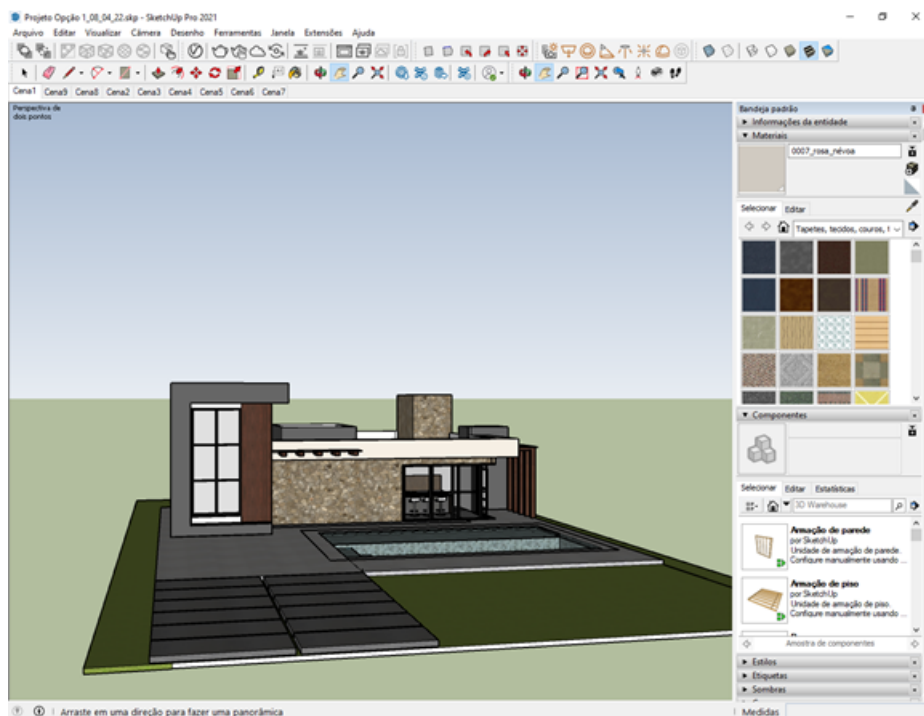 Projeto Opção 1_08_04_22.skp - SketchUp Pro 2021
Arquivo Editar Visualizar Câmera Desenho Ferramentas Janela Extensões Ajuda
Cena1 Cena9 Cena8 Cena2 Cena3 Cena4 Cena5 Cena6 Cena7
Perspectiva de
dois pontos
Bandeja padrão
Informações da entidade
Materiais
0007_rosa_névoa
Selecionar Editar
Tapetes, tecidos, couros,
Componentes
Selecionar Editar Estatísticas
3D Warehouse
Armação de parede
por SketchUp
Unidade de armação de parede.
Configure manualmente usando ...
Armação de piso
por SketchUp
Unidade de armação de piso.
Configure manualmente usando ...
Amostra de componentes
Estilos
Etiquetas
Sombras
Arraste em uma direção para fazer uma panorâmica
Medidas